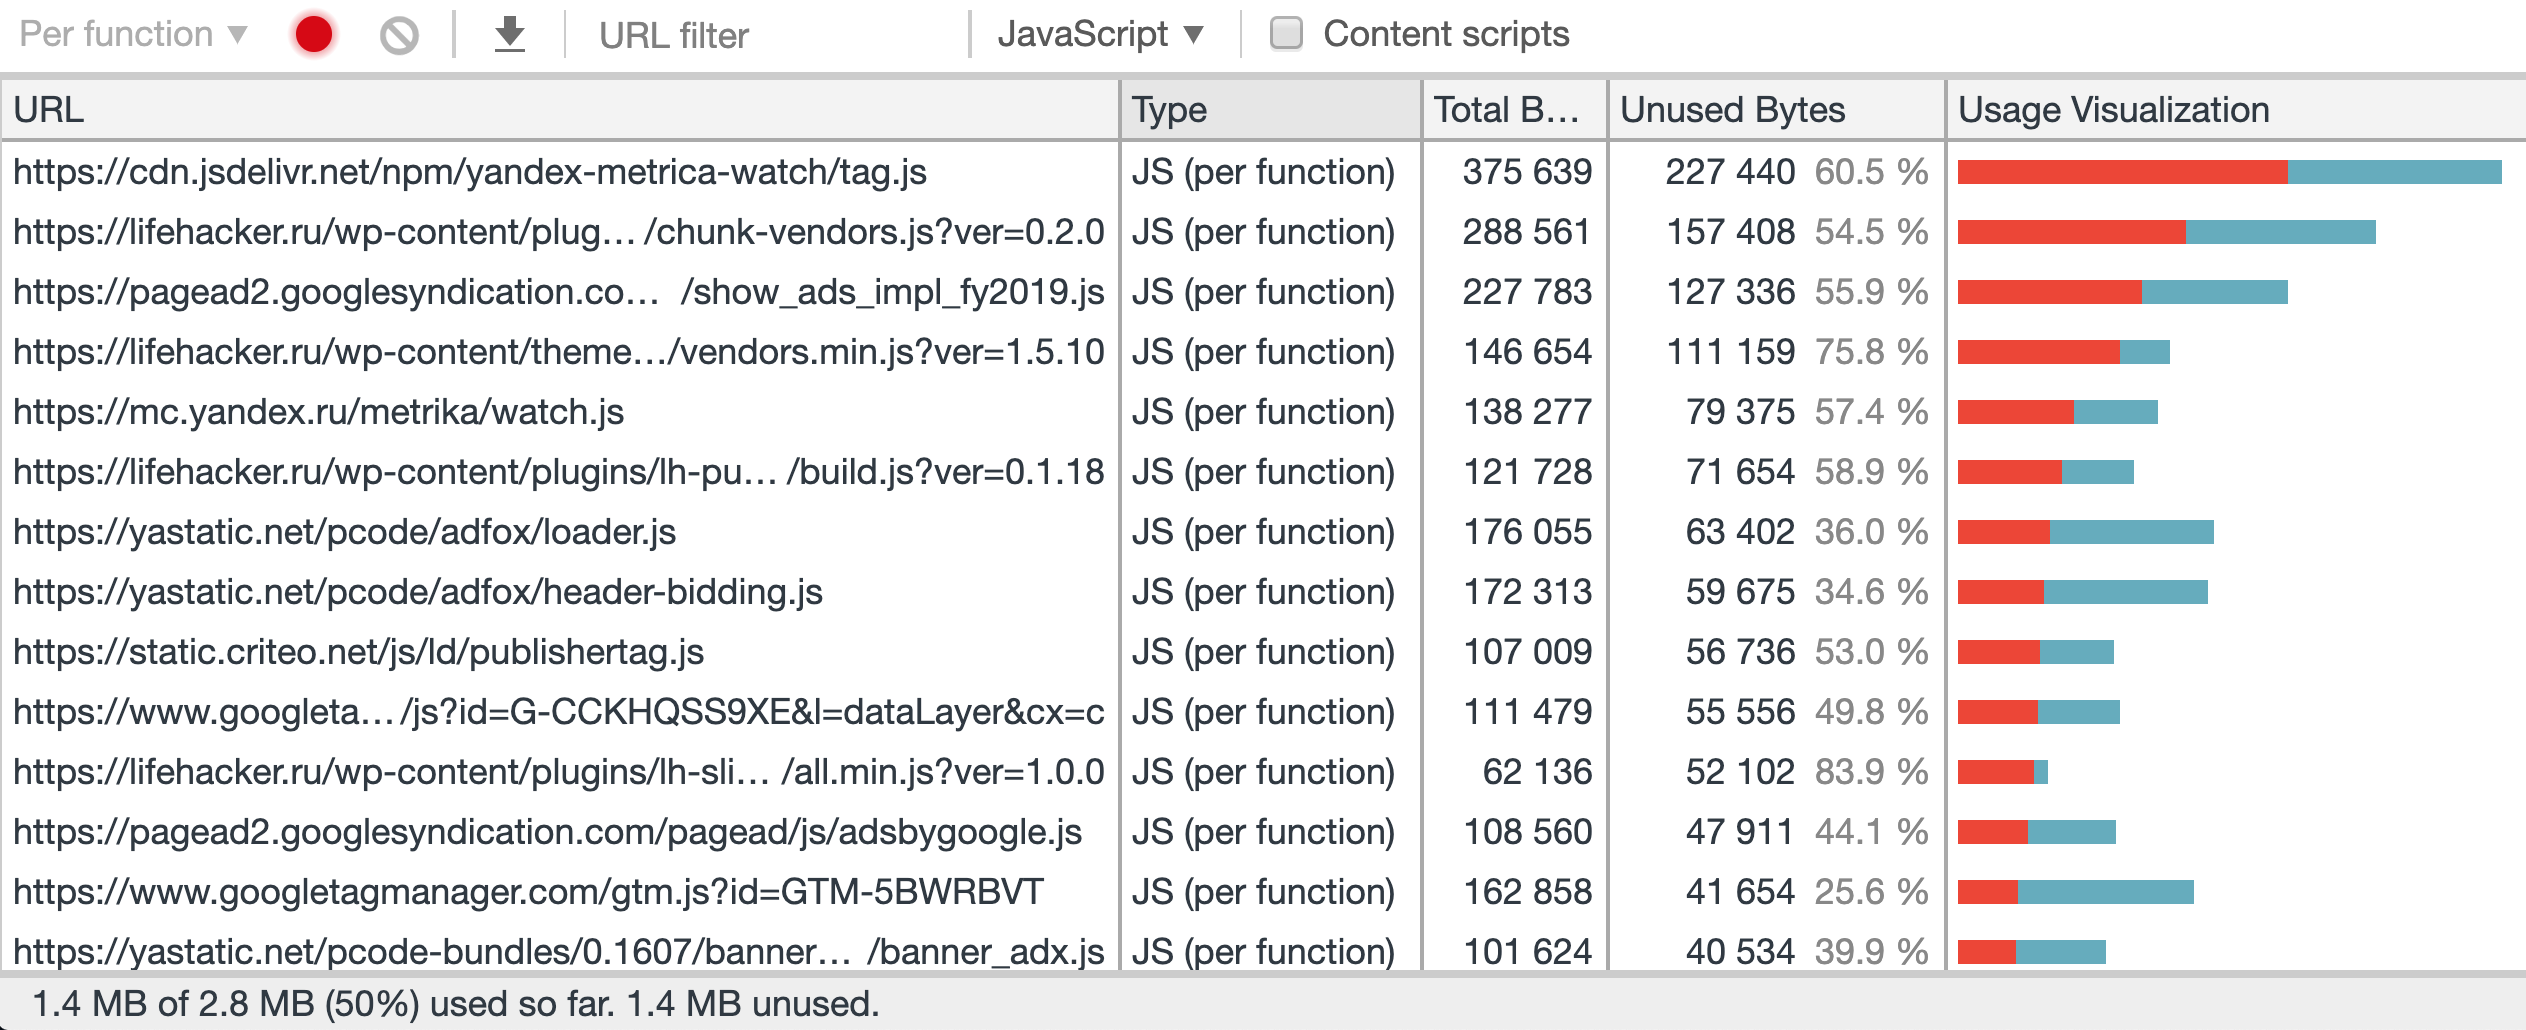 Per function ▼ URL filter JavaScript ▼ Content scripts
URL Type Total B… Unused Bytes Usage Visualization
https://cdn.jsdelivr.net/npm/yandex-metrica-watch/tag.js JS (per function) 375 639 227 440 60.5 %
https://lifehacker.ru/wp-content/plug… /chunk-vendors.js?ver=0.2.0 JS (per function) 288 561 157 408 54.5 %
https://pagead2.googlesyndication.co… /show_ads_impl_fy2019.js JS (per function) 227 783 127 336 55.9 %
https://lifehacker.ru/wp-content/theme…/vendors.min.js?ver=1.5.10 JS (per function) 146 654 111 159 75.8 %
https://mc.yandex.ru/metrika/watch.js JS (per function) 138 277 79 375 57.4 %
https://lifehacker.ru/wp-content/plugins/lh-pu… /build.js?ver=0.1.18 JS (per function) 121 728 71 654 58.9 %
https://yastatic.net/pcode/adfox/loader.js JS (per function) 176 055 63 402 36.0 %
https://yastatic.net/pcode/adfox/header-bidding.js JS (per function) 172 313 59 675 34.6 %
https://static.criteo.net/js/ld/publishertag.js JS (per function) 107 009 56 736 53.0 %
https://www.googleta… /js?id=G-CCKHQSS9XE&l=dataLayer&cx=c JS (per function) 111 479 55 556 49.8 %
https://lifehacker.ru/wp-content/plugins/lh-sli… /all.min.js?ver=1.0.0 JS (per function) 62 136 52 102 83.9 %
https://pagead2.googlesyndication.com/pagead/js/adsbygoogle.js JS (per function) 108 560 47 911 44.1 %
https://www.googletagmanager.com/gtm.js?id=GTM-5BWRBVT JS (per function) 162 858 41 654 25.6 %
https://yastatic.net/pcode-bundles/0.1607/banner… /banner_adx.js JS (per function) 101 624 40 534 39.9 %
1.4 MB of 2.8 MB (50%) used so far. 1.4 MB unused.